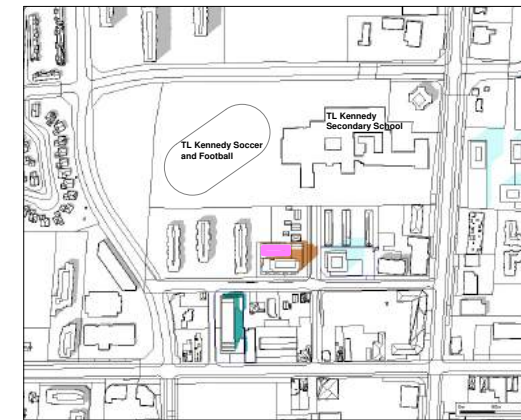 TL Kennedy
Secondary School
TL Kennedy Soccer
and Football